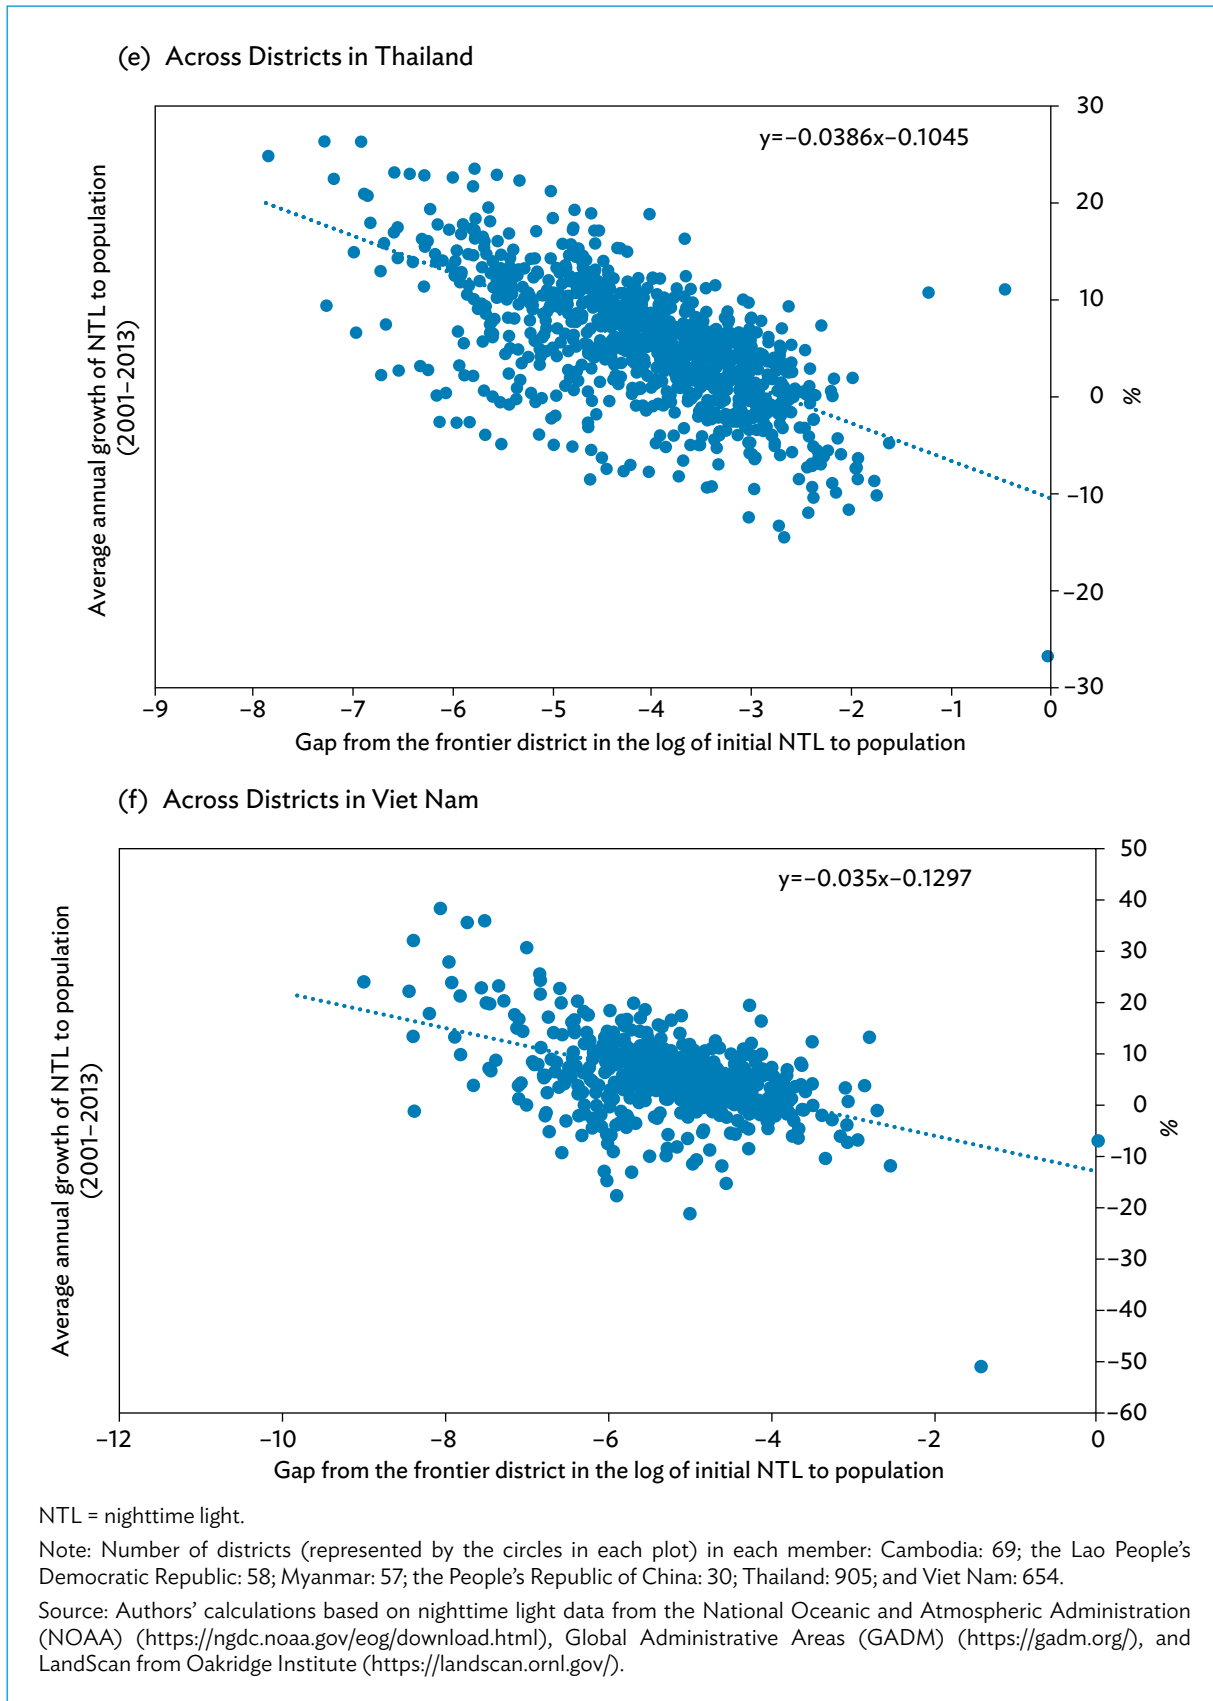 (e) Across Districts in Thailand
y=–0.0386x–0.1045
Average annual growth of NTL to population
(2001–2013)
30
20
10
0
–10
–20
–30
%
–9 –8 –7 –6 –5 –4 –3 –2 –1 0
Gap from the frontier district in the log of initial NTL to population
(f) Across Districts in Viet Nam
y=–0.035x–0.1297
Average annual growth of NTL to population
(2001–2013)
50
40
30
20
10
0
–10
–20
–30
–40
–50
–60
%
–12 –10 –8 –6 –4 –2 0
Gap from the frontier district in the log of initial NTL to population
NTL = nighttime light.
Note: Number of districts (represented by the circles in each plot) in each member: Cambodia: 69; the Lao People’s
Democratic Republic: 58; Myanmar: 57; the People’s Republic of China: 30; Thailand: 905; and Viet Nam: 654.
Source: Authors’ calculations based on nighttime light data from the National Oceanic and Atmospheric Administration
(NOAA) (https://ngdc.noaa.gov/eog/download.html), Global Administrative Areas (GADM) (https://gadm.org/), and
LandScan from Oakridge Institute (https://landscan.ornl.gov/).